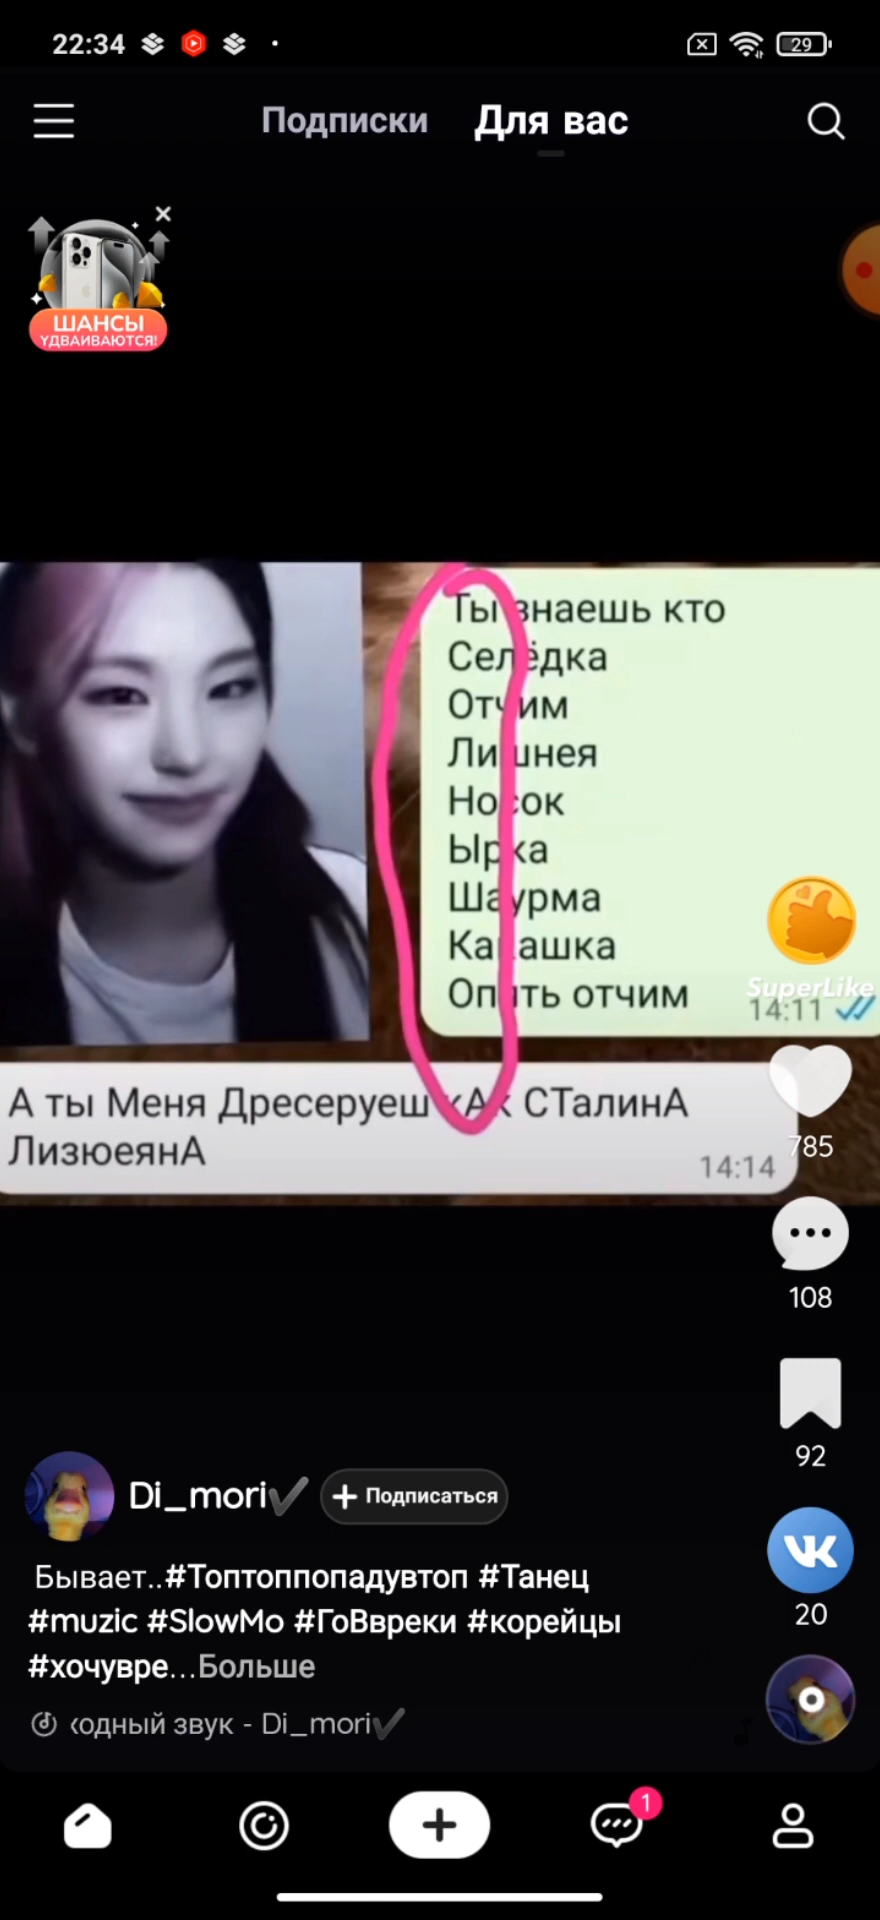 22:34
29
Подписки Для вас
ШАНСЫ
УДВАИВАЮТСЯ!
Ты знаешь кто
Селёдка
Отчим
Лишнея
Носок
Ырка
Шаурма
Какашка
Опять отчим
14:11
SuperLike
А ты Меня Дресеруеш кАк СТалинА
ЛизюеянА
14:14
785
108
92
20
Di_mori
+ Подписаться
Бывает..#Топтоппопадувтоп #Танец
#muzic #SlowMo #ГоВвреки #корейцы
#хочувре...Больше
одный звук - Di_mori
1